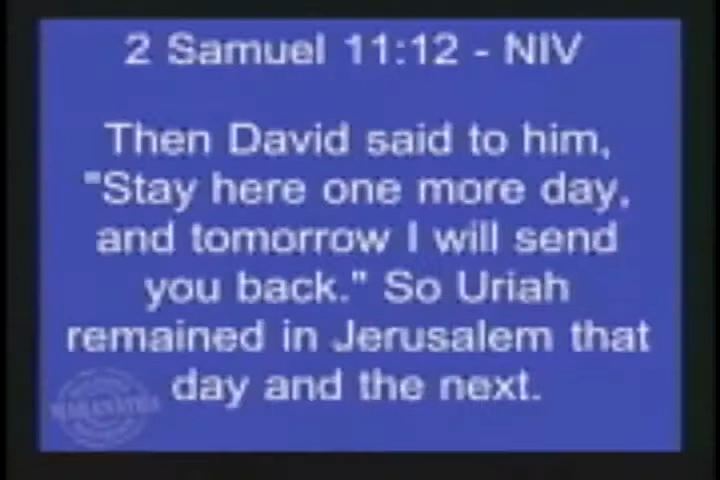 2 Samuel 11:12 - NIV
Then David said to him,
"Stay here one more day,
and tomorrow I will send
you back." So Uriah
remained in Jerusalem that
day and the next.